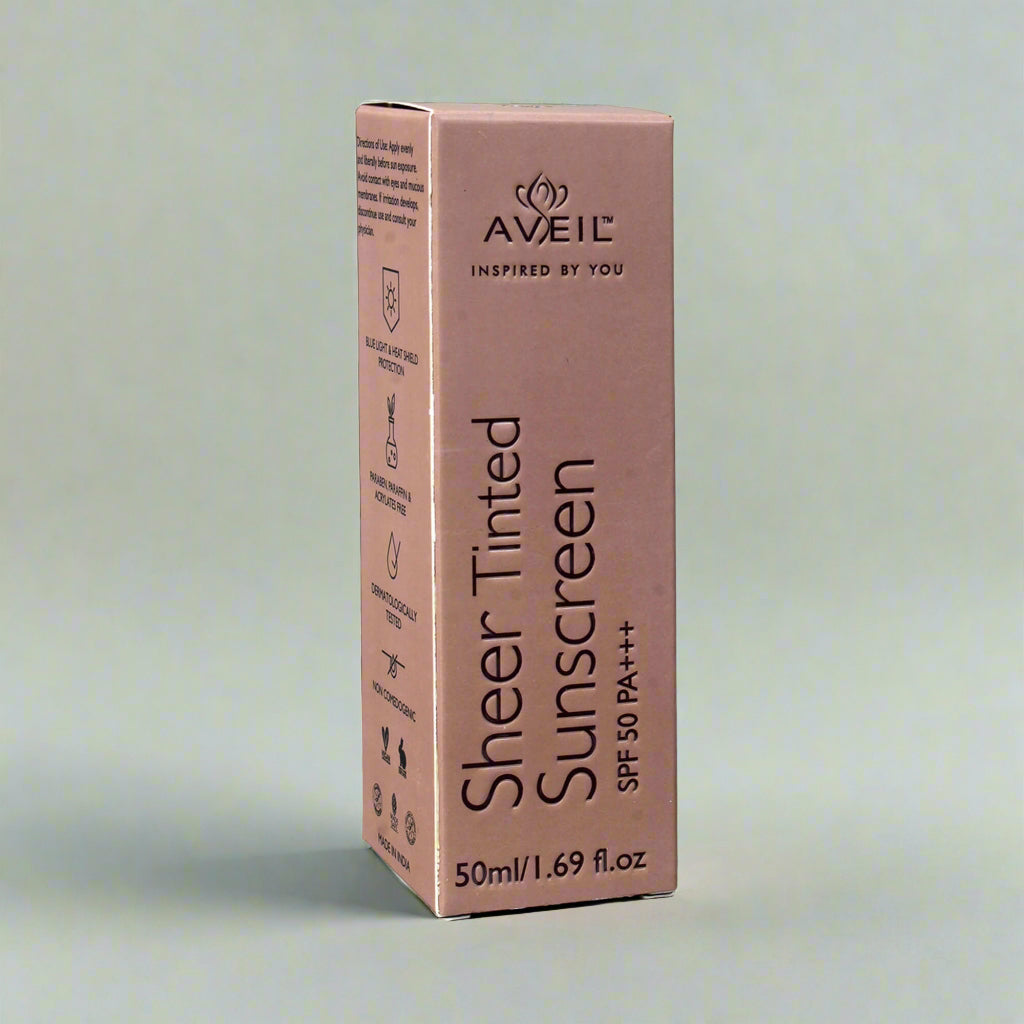 AVEIL™
INSPIRED BY YOU
Sheer Tinted
Sunscreen
SPF 50 PA+++
50ml/1.69 fl.oz
Directions of Use: Apply evenly
and liberally before sun exposure.
Avoid contact with eyes and mucous
membranes. If irritation develops,
discontinue use and consult your
physician.
BLUE LIGHT & HEAT SHIELD
PROTECTION
PARABEN, PARAFFIN &
ACRYLATES FREE
DERMATOLOGICALLY
TESTED
NON COMEDOGENIC
MADE IN INDIA